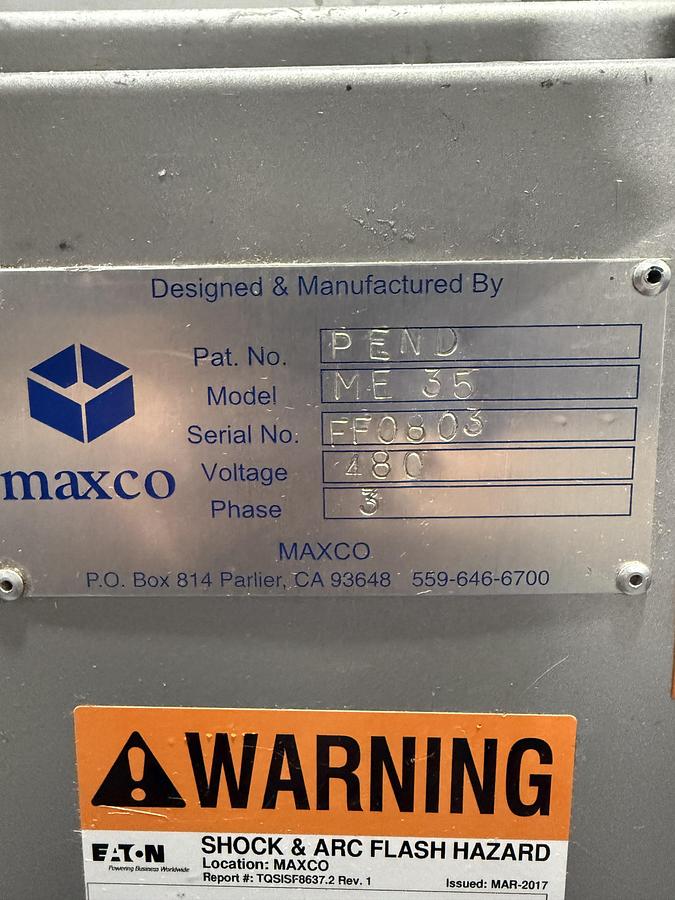 Designed & Manufactured By
Pat. No. PEND
Model ME 35
Serial No. FF0803
Voltage 480
Phase 3
maxco
MAXCO
P.O. Box 814 Parlier, CA 93648 559-646-6700
WARNING
EATON
Powering Business Worldwide
SHOCK & ARC FLASH HAZARD
Location: MAXCO
Report #: TQSISF8637.2 Rev. 1 Issued: MAR-2017